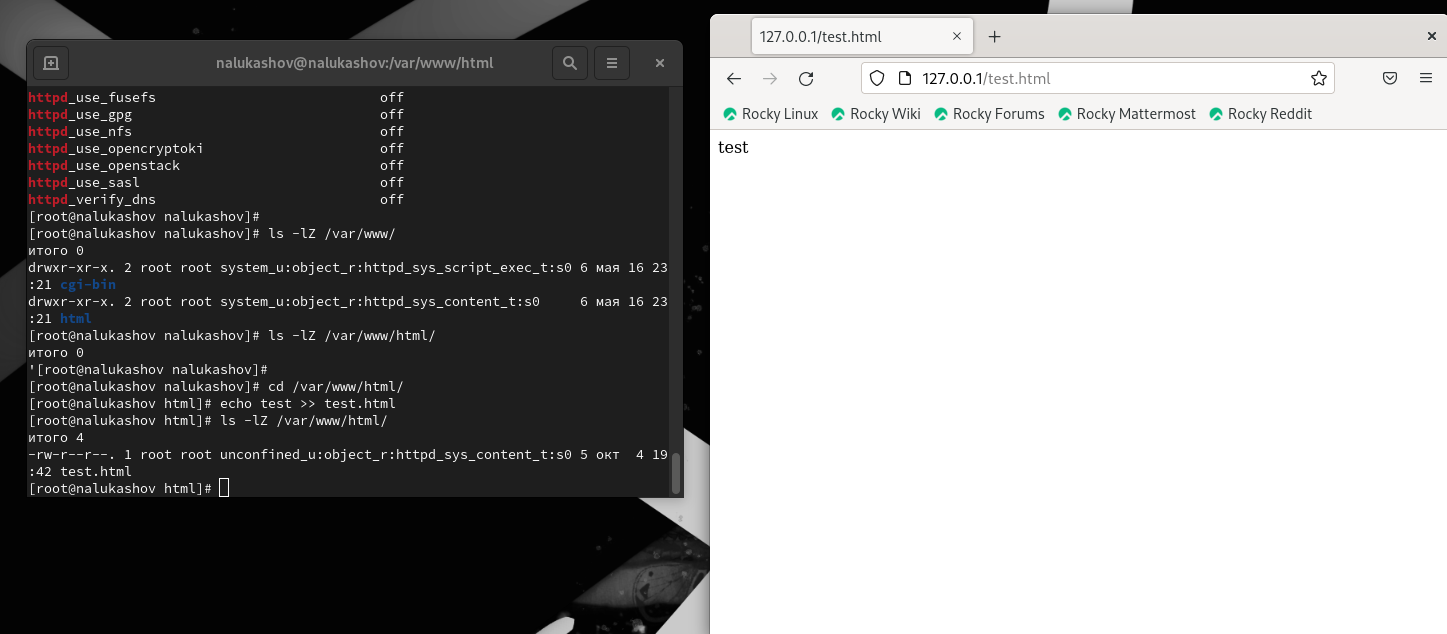 nalukashov@nalukashov:/var/www/html
httpd_use_fusefs off
httpd_use_gpg off
httpd_use_nfs off
httpd_use_opencryptoki off
httpd_use_openstack off
httpd_use_sasl off
httpd_verify_dns off
[root@nalukashov nalukashov]#
[root@nalukashov nalukashov]# ls -lZ /var/www/
итого 0
drwxr-xr-x. 2 root root system_u:object_r:httpd_sys_script_exec_t:s0 6 мая 16 23
:21 cgi-bin
drwxr-xr-x. 2 root root system_u:object_r:httpd_sys_content_t:s0     6 мая 16 23
:21 html
[root@nalukashov nalukashov]# ls -lZ /var/www/html/
итого 0
'[root@nalukashov nalukashov]#
[root@nalukashov nalukashov]# cd /var/www/html/
[root@nalukashov html]# echo test >> test.html
[root@nalukashov html]# ls -lZ /var/www/html/
итого 4
-rw-r--r--. 1 root root unconfined_u:object_r:httpd_sys_content_t:s0 5 окт  4 19
:42 test.html
[root@nalukashov html]#
127.0.0.1/test.html
127.0.0.1/test.html
Rocky Linux Rocky Wiki Rocky Forums Rocky Mattermost Rocky Reddit
test